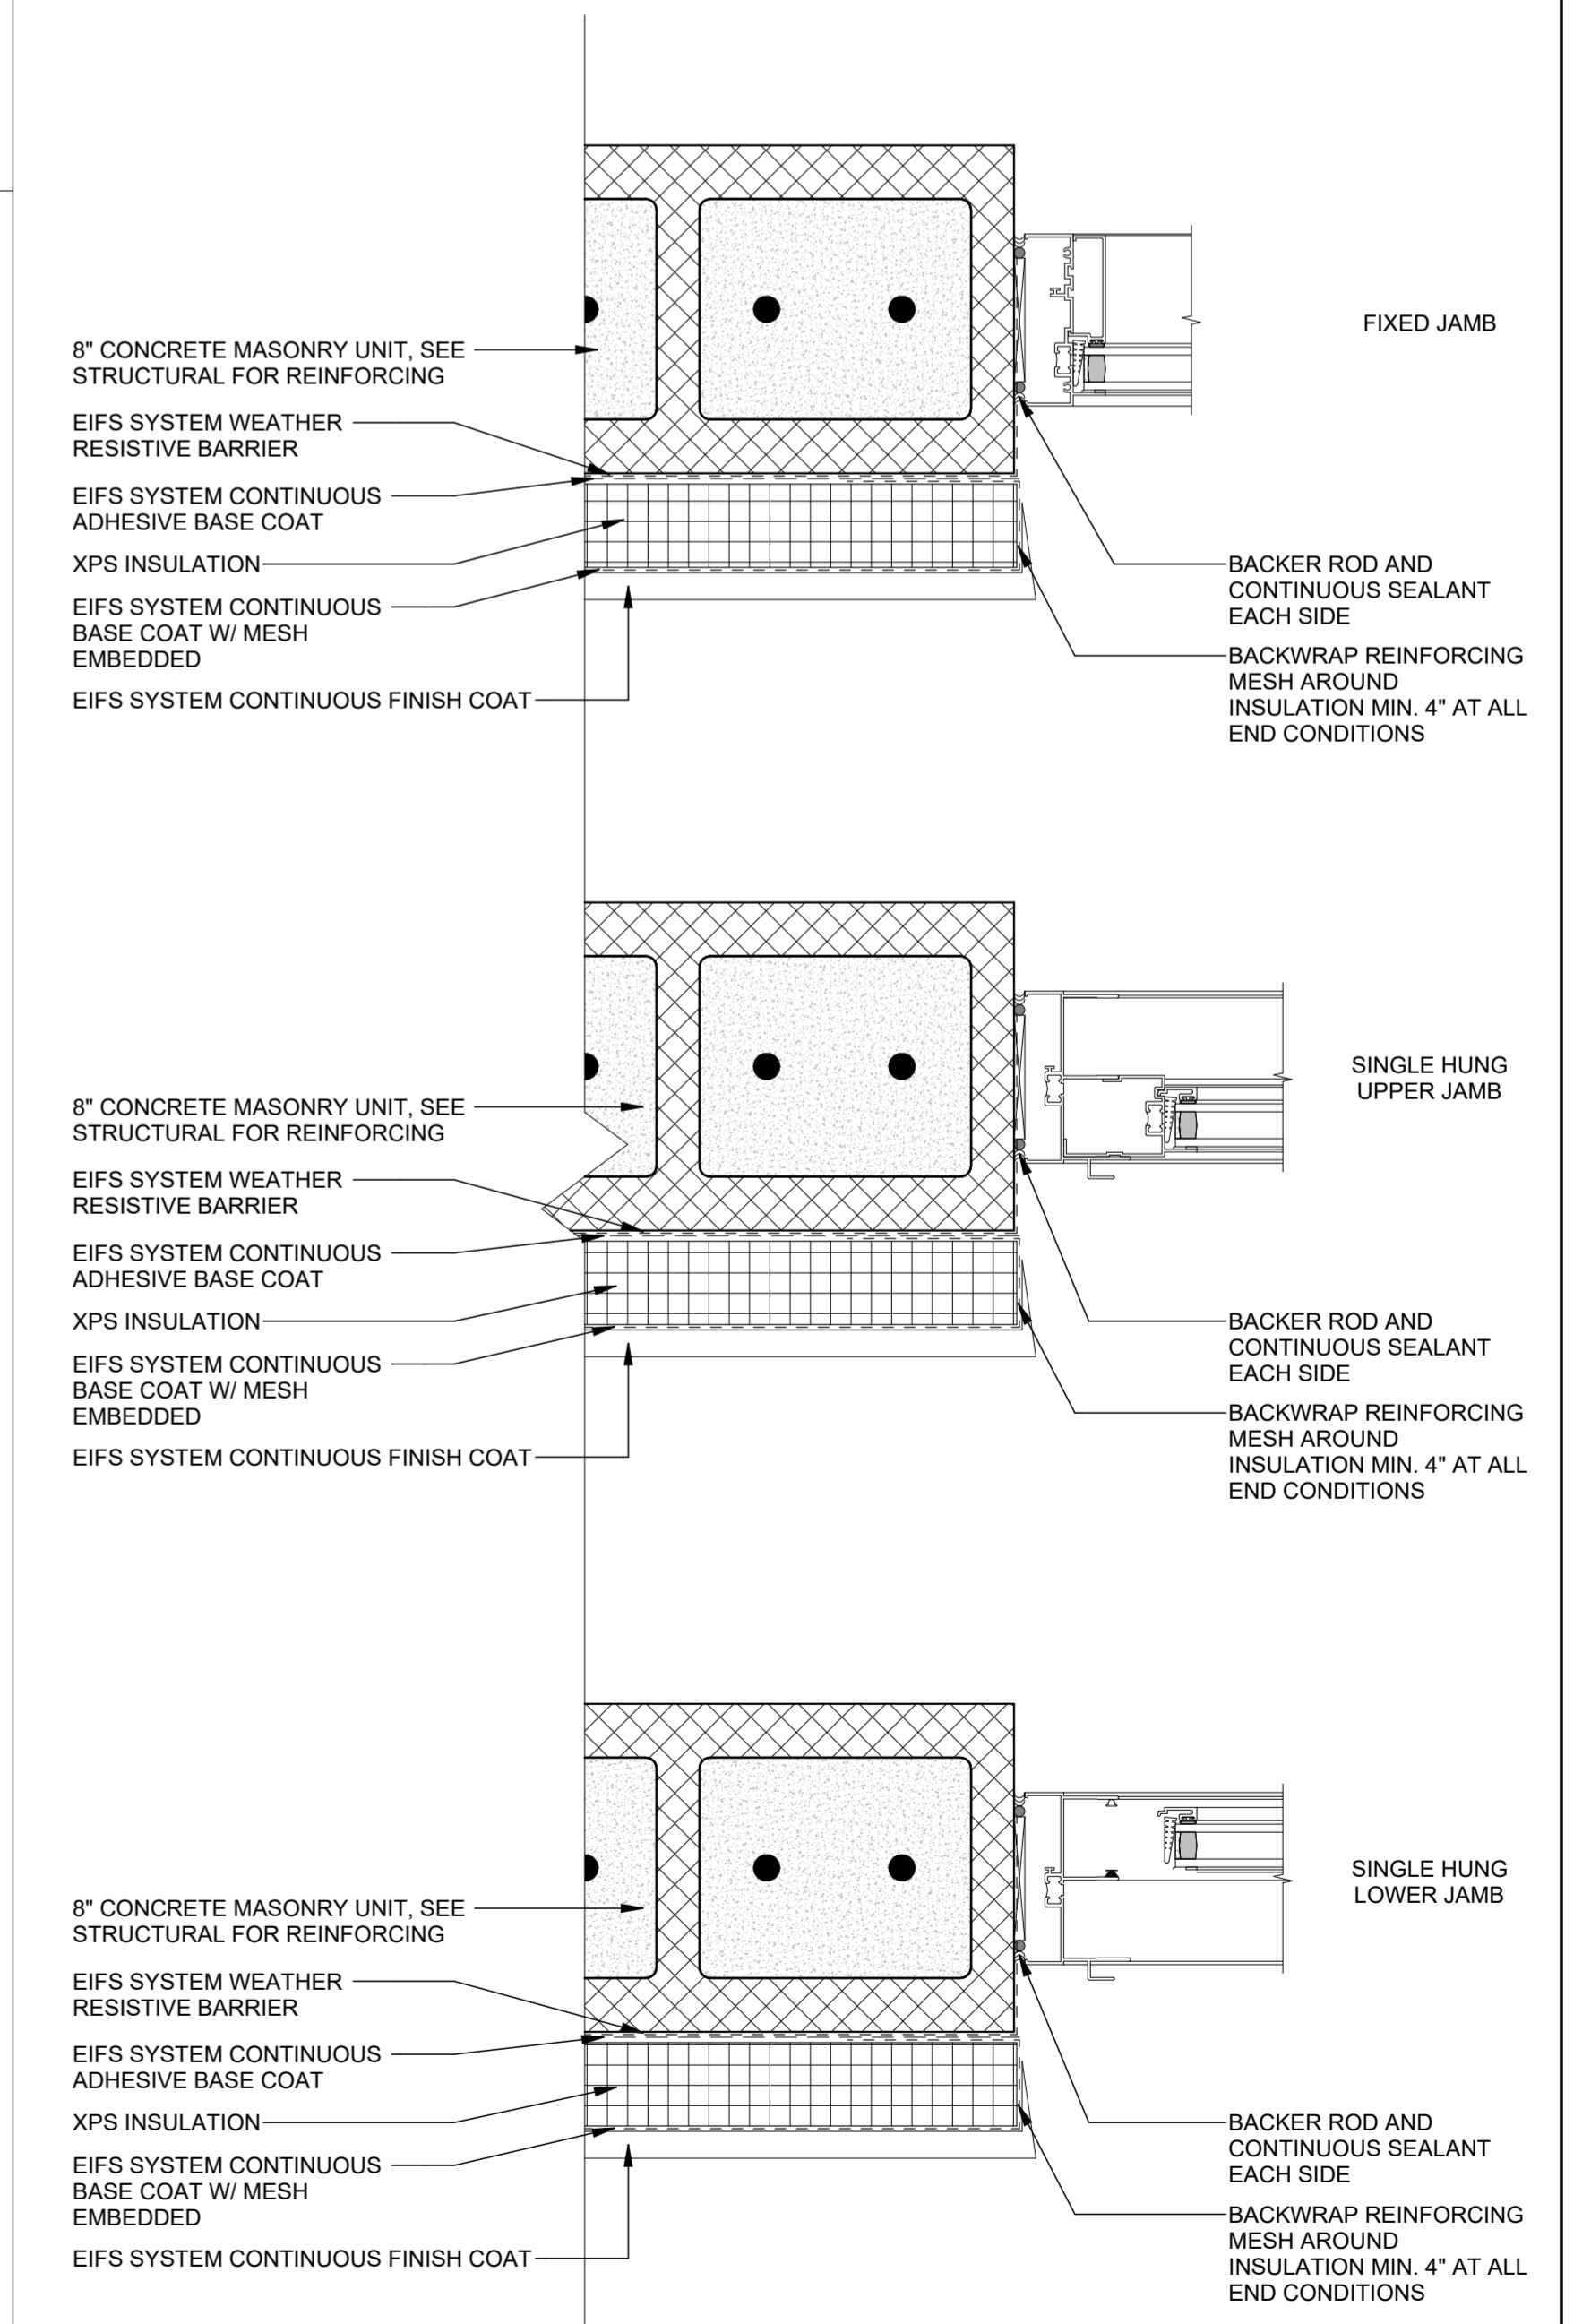 FIXED JAMB
8" CONCRETE MASONRY UNIT, SEE
STRUCTURAL FOR REINFORCING
EIFS SYSTEM WEATHER
RESISTIVE BARRIER
EIFS SYSTEM CONTINUOUS
ADHESIVE BASE COAT
XPS INSULATION
EIFS SYSTEM CONTINUOUS
BASE COAT W/ MESH
EMBEDDED
EIFS SYSTEM CONTINUOUS FINISH COAT
BACKER ROD AND
CONTINUOUS SEALANT
EACH SIDE
BACKWRAP REINFORCING
MESH AROUND
INSULATION MIN. 4" AT ALL
END CONDITIONS
SINGLE HUNG
UPPER JAMB
8" CONCRETE MASONRY UNIT, SEE
STRUCTURAL FOR REINFORCING
EIFS SYSTEM WEATHER
RESISTIVE BARRIER
EIFS SYSTEM CONTINUOUS
ADHESIVE BASE COAT
XPS INSULATION
EIFS SYSTEM CONTINUOUS
BASE COAT W/ MESH
EMBEDDED
EIFS SYSTEM CONTINUOUS FINISH COAT
BACKER ROD AND
CONTINUOUS SEALANT
EACH SIDE
BACKWRAP REINFORCING
MESH AROUND
INSULATION MIN. 4" AT ALL
END CONDITIONS
SINGLE HUNG
LOWER JAMB
8" CONCRETE MASONRY UNIT, SEE
STRUCTURAL FOR REINFORCING
EIFS SYSTEM WEATHER
RESISTIVE BARRIER
EIFS SYSTEM CONTINUOUS
ADHESIVE BASE COAT
XPS INSULATION
EIFS SYSTEM CONTINUOUS
BASE COAT W/ MESH
EMBEDDED
EIFS SYSTEM CONTINUOUS FINISH COAT
BACKER ROD AND
CONTINUOUS SEALANT
EACH SIDE
BACKWRAP REINFORCING
MESH AROUND
INSULATION MIN. 4" AT ALL
END CONDITIONS